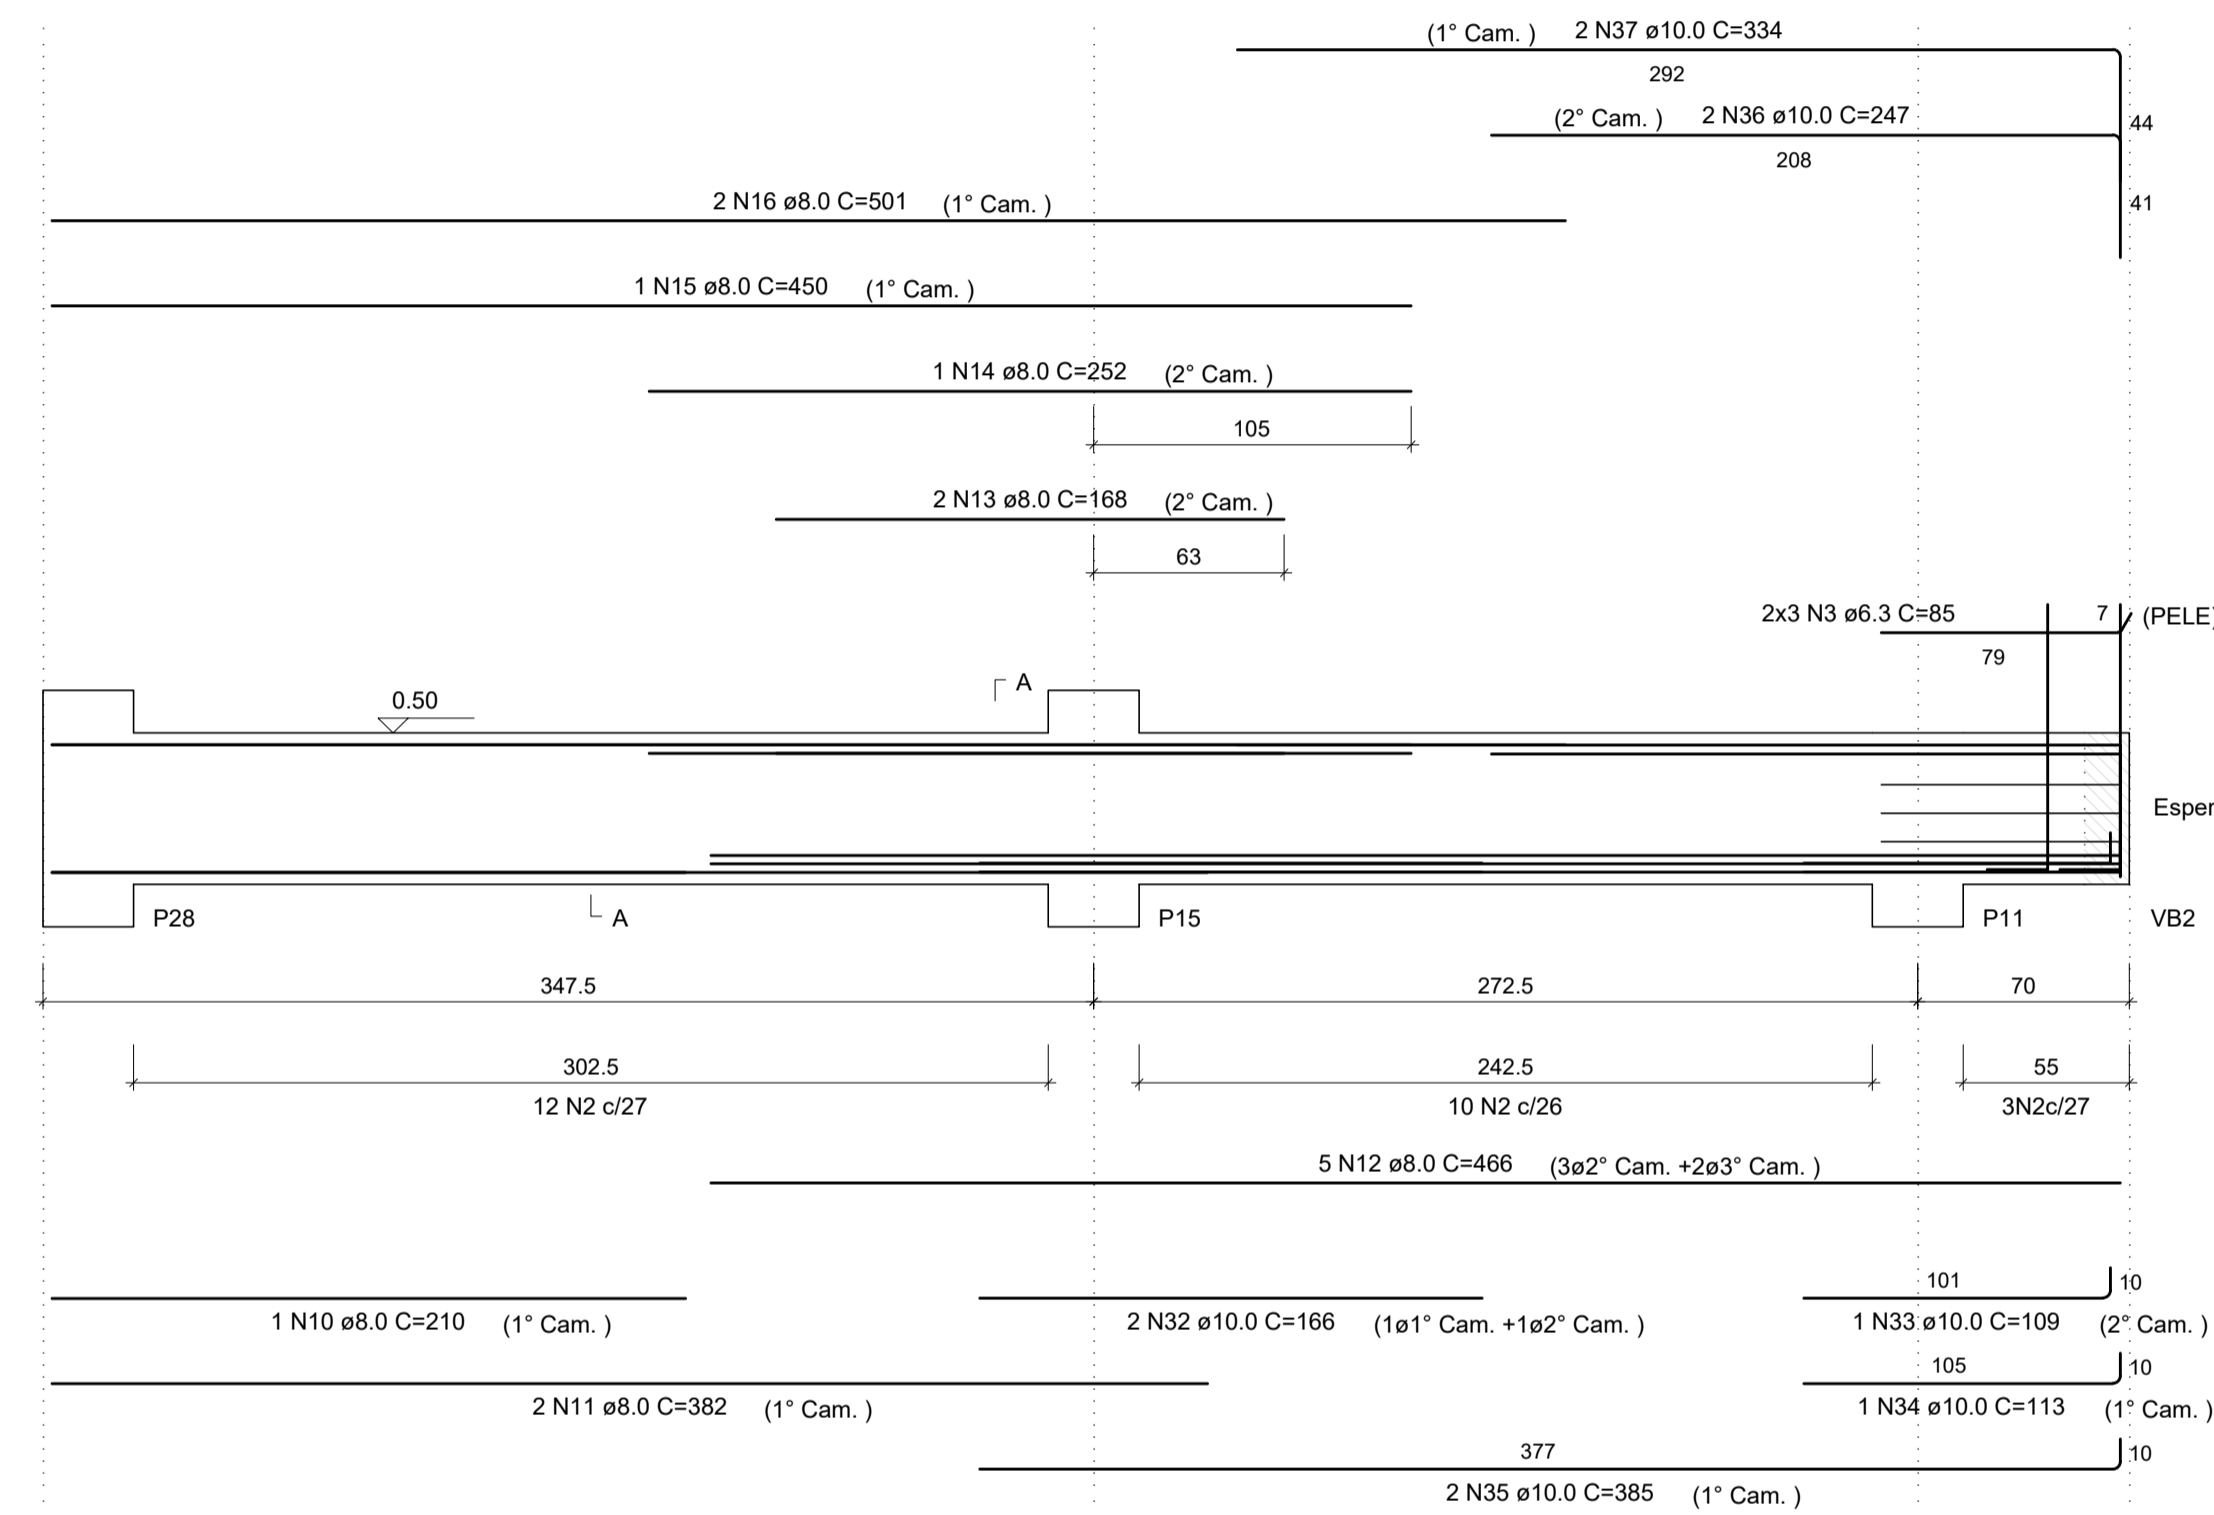 (1° Cam. ) 2 N37 ø10.0 C=334
292
(2° Cam. ) 2 N36 ø10.0 C=247
44
208
2 N16 ø8.0 C=501 (1° Cam. )
41
1 N15 ø8.0 C=450 (1° Cam. )
1 N14 ø8.0 C=252 (2° Cam. )
105
2 N13 ø8.0 C=168 (2° Cam. )
63
2x3 N3 ø6.3 C=85 7 (PELE)
79
A
0.50
Esper
P28 A P15 P11 VB2
347.5 272.5 70
302.5 242.5 55
12 N2 c/27 10 N2 c/26 3N2c/27
5 N12 ø8.0 C=466 (3ø2° Cam. +2ø3° Cam. )
101 10
1 N10 ø8.0 C=210 (1° Cam. ) 2 N32 ø10.0 C=166 (1ø1° Cam. +1ø2° Cam. ) 1 N33 ø10.0 C=109 (2° Cam. )
105 10
2 N11 ø8.0 C=382 (1° Cam. ) 1 N34 ø10.0 C=113 (1° Cam. )
377 10
2 N35 ø10.0 C=385 (1° Cam. )